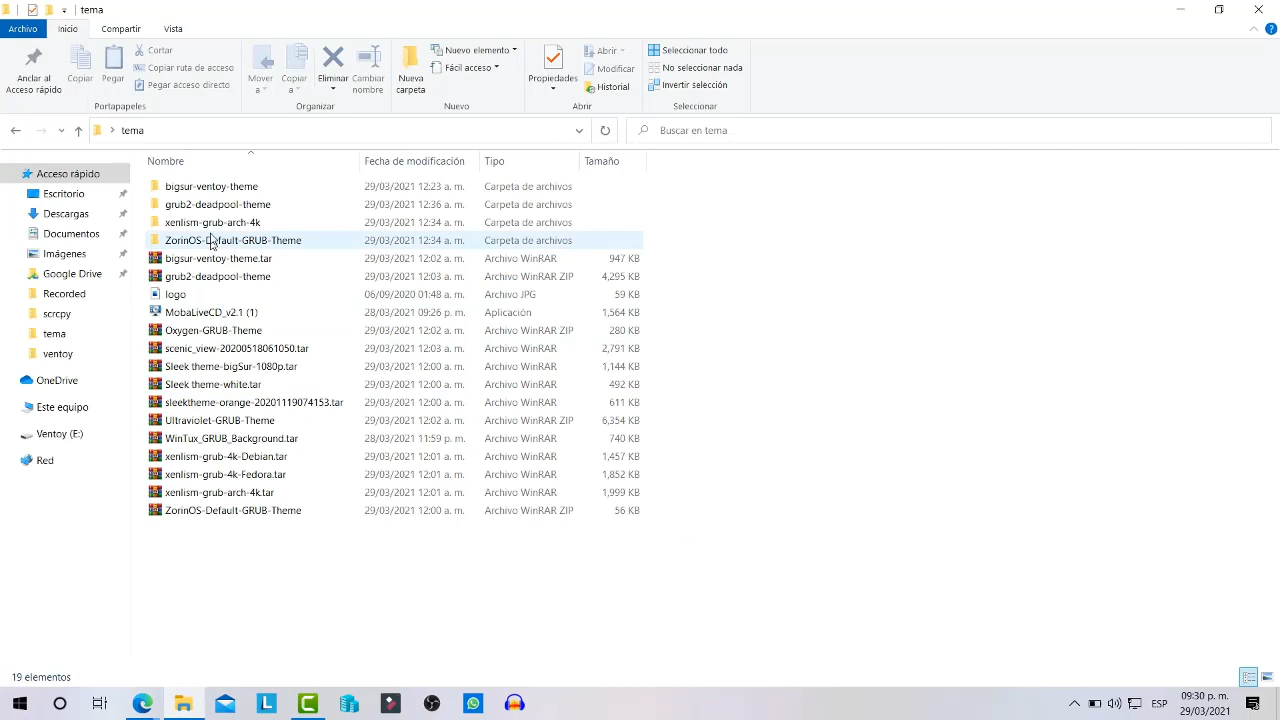 tema
Archivo Inicio Compartir Vista
Anclar al Acceso rápido
Copiar
Pegar
Cortar
Copiar ruta de acceso
Pegar acceso directo
Portapapeles
Mover a
Copiar a
Eliminar
Cambiar nombre
Organizar
Nueva carpeta
Nuevo elemento
Fácil acceso
Nuevo
Propiedades
Abrir
Modificar
Historial
Abrir
Seleccionar todo
No seleccionar nada
Invertir selección
Seleccionar
tema
Buscar en tema
Acceso rápido
Escritorio
Descargas
Documentos
Imágenes
Google Drive
Recorded
scrcpy
tema
ventoy
OneDrive
Este equipo
Ventoy (E:)
Red
Nombre Fecha de modificación Tipo Tamaño
bigsur-ventoy-theme 29/03/2021 12:23 a. m. Carpeta de archivos
grub2-deadpool-theme 29/03/2021 12:36 a. m. Carpeta de archivos
xenlism-grub-arch-4k 29/03/2021 12:34 a. m. Carpeta de archivos
ZorinOS-Default-GRUB-Theme 29/03/2021 12:34 a. m. Carpeta de archivos
bigsur-ventoy-theme.tar 29/03/2021 12:02 a. m. Archivo WinRAR 947 KB
grub2-deadpool-theme 29/03/2021 12:03 a. m. Archivo WinRAR ZIP 4,295 KB
logo 06/09/2020 01:48 a. m. Archivo JPG 59 KB
MobaLiveCD_v2.1 (1) 28/03/2021 09:26 p. m. Aplicación 1,564 KB
Oxygen-GRUB-Theme 29/03/2021 12:02 a. m. Archivo WinRAR ZIP 280 KB
scenic_view-20200518061050.tar 29/03/2021 12:03 a. m. Archivo WinRAR 2,791 KB
Sleek theme-bigSur-1080p.tar 29/03/2021 12:00 a. m. Archivo WinRAR 1,144 KB
Sleek theme-white.tar 29/03/2021 12:00 a. m. Archivo WinRAR 492 KB
sleektheme-orange-20201119074153.tar 29/03/2021 12:00 a. m. Archivo WinRAR 611 KB
Ultraviolet-GRUB-Theme 29/03/2021 12:02 a. m. Archivo WinRAR ZIP 6,354 KB
WinTux_GRUB_Background.tar 28/03/2021 11:59 p. m. Archivo WinRAR 740 KB
xenlism-grub-4k-Debian.tar 29/03/2021 12:01 a. m. Archivo WinRAR 1,457 KB
xenlism-grub-4k-Fedora.tar 29/03/2021 12:01 a. m. Archivo WinRAR 1,852 KB
xenlism-grub-arch-4k.tar 29/03/2021 12:01 a. m. Archivo WinRAR 1,999 KB
ZorinOS-Default-GRUB-Theme 29/03/2021 12:00 a. m. Archivo WinRAR ZIP 56 KB
19 elementos
ESP
09:30 p. m.
29/03/2021